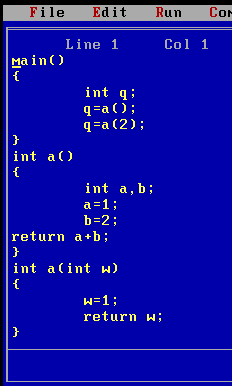 File Edit Run Com
Line 1 Col 1
main()
{
int q;
q=a();
q=a(2);
}
int a()
{
int a,b;
a=1;
b=2;
return a+b;
}
int a(int w)
{
w=1;
return w;
}